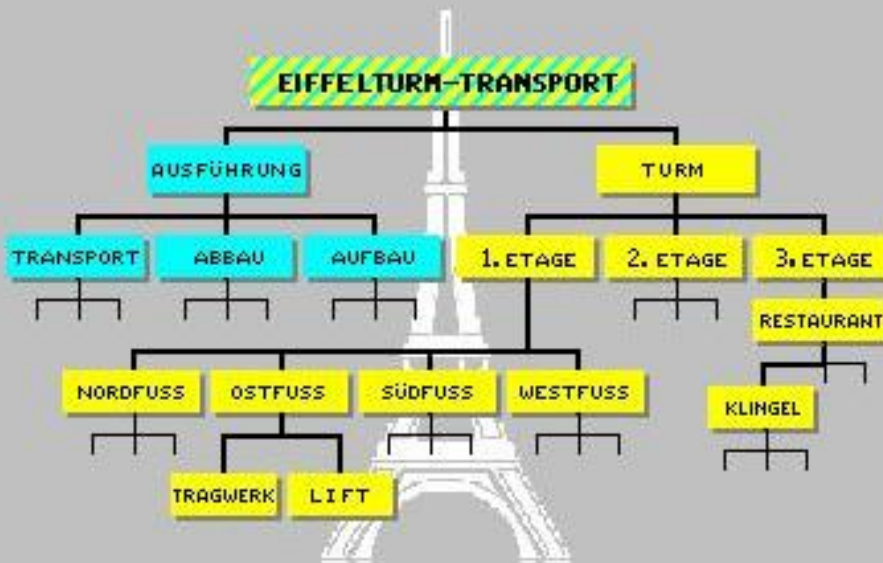 EIFFELTURM-TRANSPORT
AUSFÜHRUNG
TURM
TRANSPORT
ABBAU
AUFBAU
1. ETAGE
2. ETAGE
3. ETAGE
RESTAURANT
NORDFUSS
OSTFUSS
SÜDFUSS
WESTFUSS
KLINGEL
TRAGWERK
LIFT